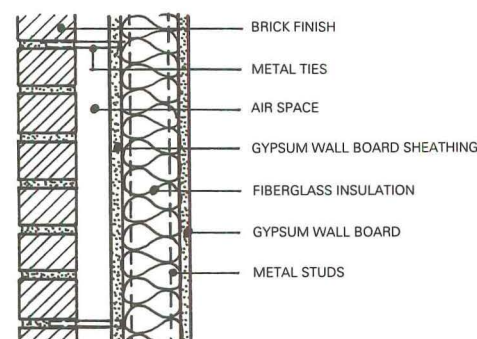 BRICK FINISH
METAL TIES
AIR SPACE
GYPSUM WALL BOARD SHEATHING
FIBERGLASS INSULATION
GYPSUM WALL BOARD
METAL STUDS